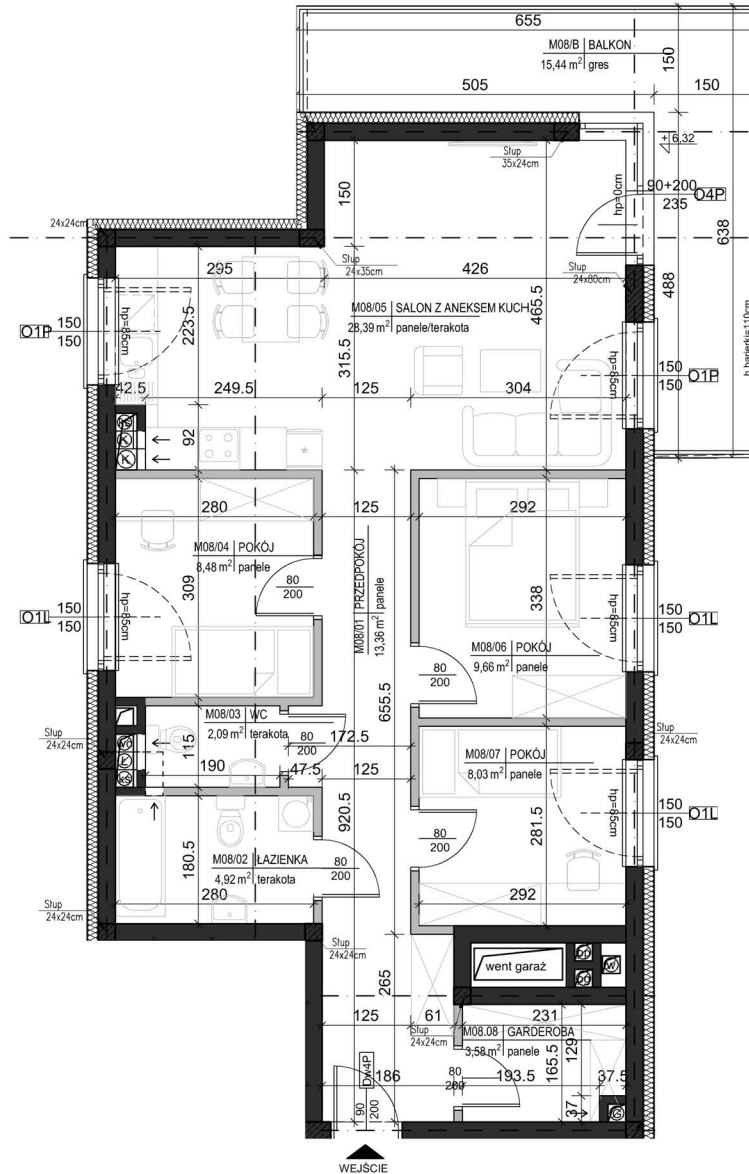 655
M08/B | BALKON
15,44 m² | gres
150
505
150
Słup
35x24cm
+ 6,32
90+200
235
O4P
hp=0cm
150
638
24x24cm
Słup
24x35cm
Słup
24x80cm
295
426
488
M08/05 | SALON Z ANEKSEM KUCH.
28,39 m² | panele/terakota
223.5
315.5
465.5
h barierki=110cm
O1P
150
150
hp=85cm
hp=85cm
150
150
O1P
42.5
249.5
125
304
92
K
K
280
125
292
M08/04 | POKÓJ
8,48 m² | panele
309
80
200
M08/01 | PRZEDPOKÓJ
13,36 m² | panele
338
O1L
150
150
hp=85cm
hp=85cm
150
150
O1L
M08/06 | POKÓJ
9,66 m² | panele
80
200
655.5
M08/03 | WC
2,09 m² | terakota
Słup
24x24cm
Słup
24x24cm
115
80
200
172.5
M08/07 | POKÓJ
8,03 m² | panele
190
47.5
125
920.5
281.5
hp=85cm
150
150
O1L
80
200
180.5
M08/02 | ŁAZIENKA
4,92 m² | terakota
80
200
280
292
Słup
24x24cm
Słup
24x24cm
265
went garaż
W
125
61
231
Słup
24x24cm
M08.08 | GARDEROBA
3,58 m² | panele
165.5
129
Dw4P
186
80
200
193.5
37.5
90
200
37
G
WEJŚCIE